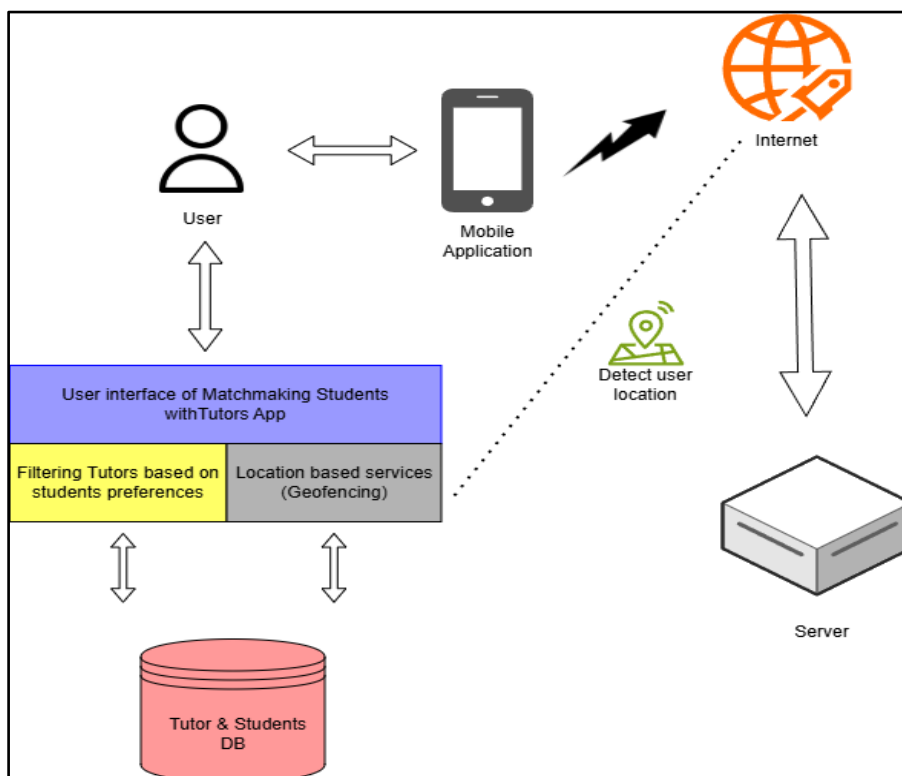 Internet
User
Mobile
Application
Detect user
location
User interface of Matchmaking Students
withTutors App
Filtering Tutors based on
students preferences
Location based services
(Geofencing)
Server
Tutor & Students
DB